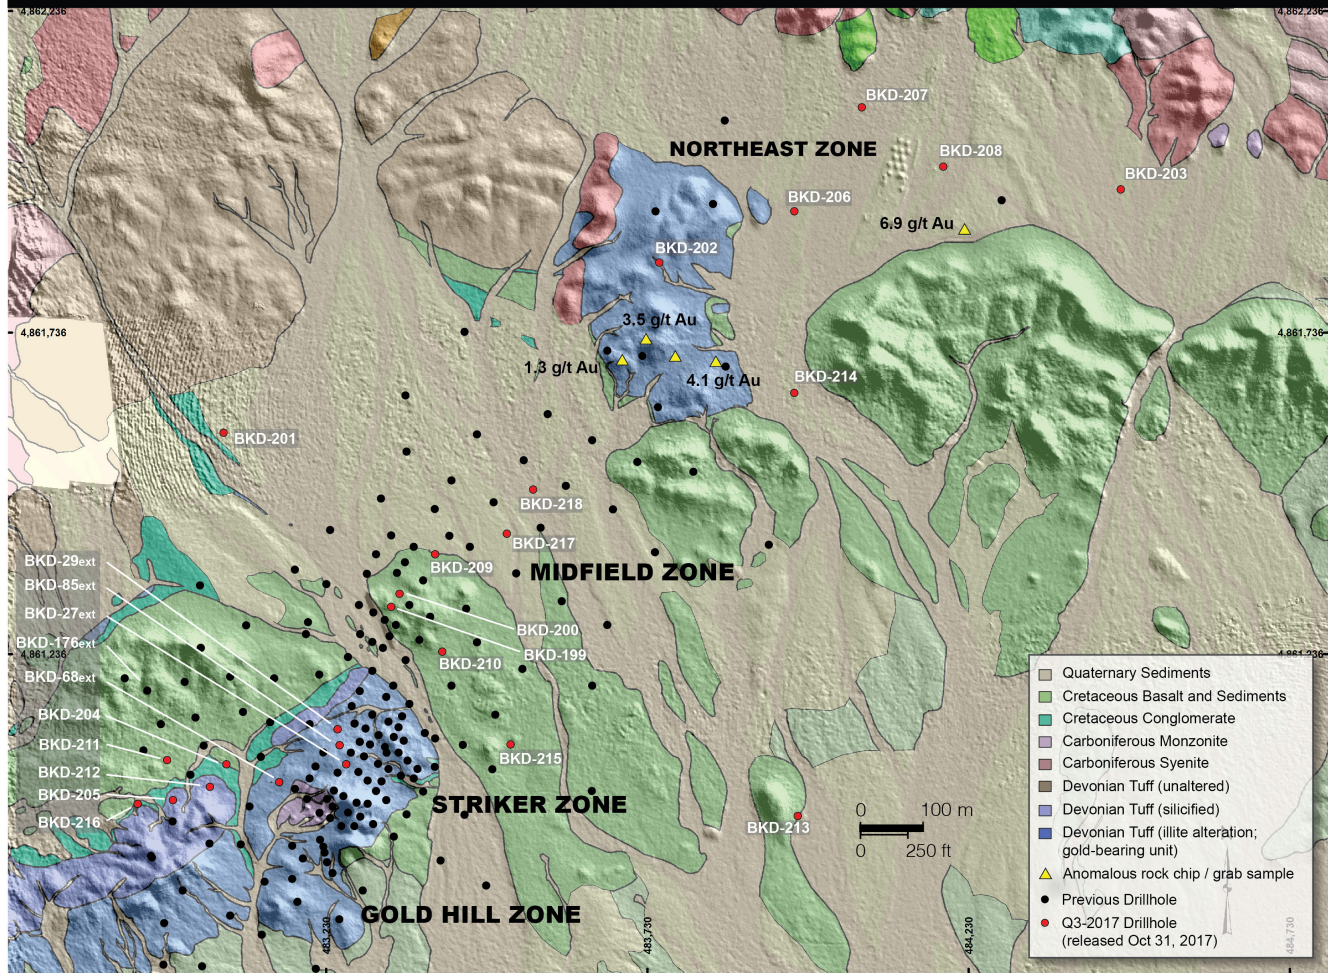 4,862,236
4,862,236
BKD-207
NORTHEAST ZONE
BKD-208
BKD-203
BKD-206
6.9 g/t Au
BKD-202
3.5 g/t Au
4,861,736
4,861,736
1.3 g/t Au
4.1 g/t Au
BKD-214
BKD-201
BKD-218
BKD-217
BKD-209
MIDFIELD ZONE
BKD-29ext
BKD-85ext
BKD-27ext
BKD-176ext
BKD-68ext
BKD-204
BKD-211
BKD-212
BKD-205
BKD-216
BKD-200
BKD-199
BKD-210
4,861,236
4,861,236
BKD-215
STRIKER ZONE
BKD-213
GOLD HILL ZONE
0 100 m
0 250 ft
483,230
483,730
484,230
484,730
Quaternary Sediments
Cretaceous Basalt and Sediments
Cretaceous Conglomerate
Carboniferous Monzonite
Carboniferous Syenite
Devonian Tuff (unaltered)
Devonian Tuff (silicified)
Devonian Tuff (illite alteration;
gold-bearing unit)
Anomalous rock chip / grab sample
Previous Drillhole
Q3-2017 Drillhole
(released Oct 31, 2017)